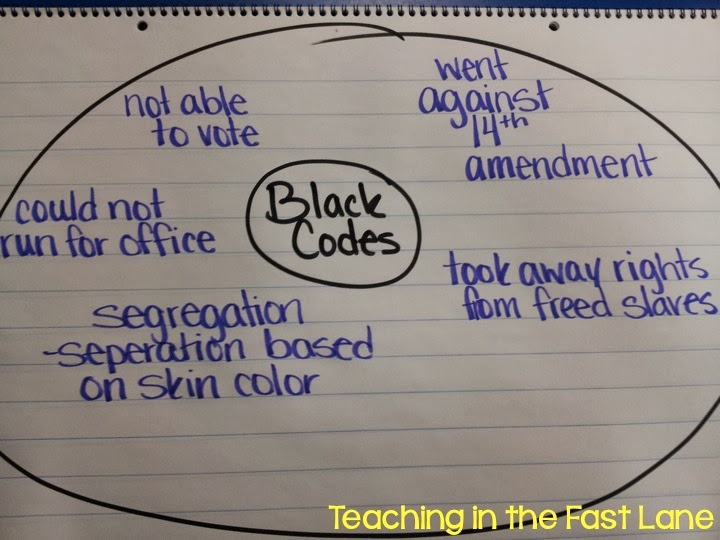 not able
to vote
went
against
14th
amendment
Black
Codes
could not
run for office
took away rights
from freed slaves
segregation
-seperation based
on skin color
Teaching in the Fast Lane